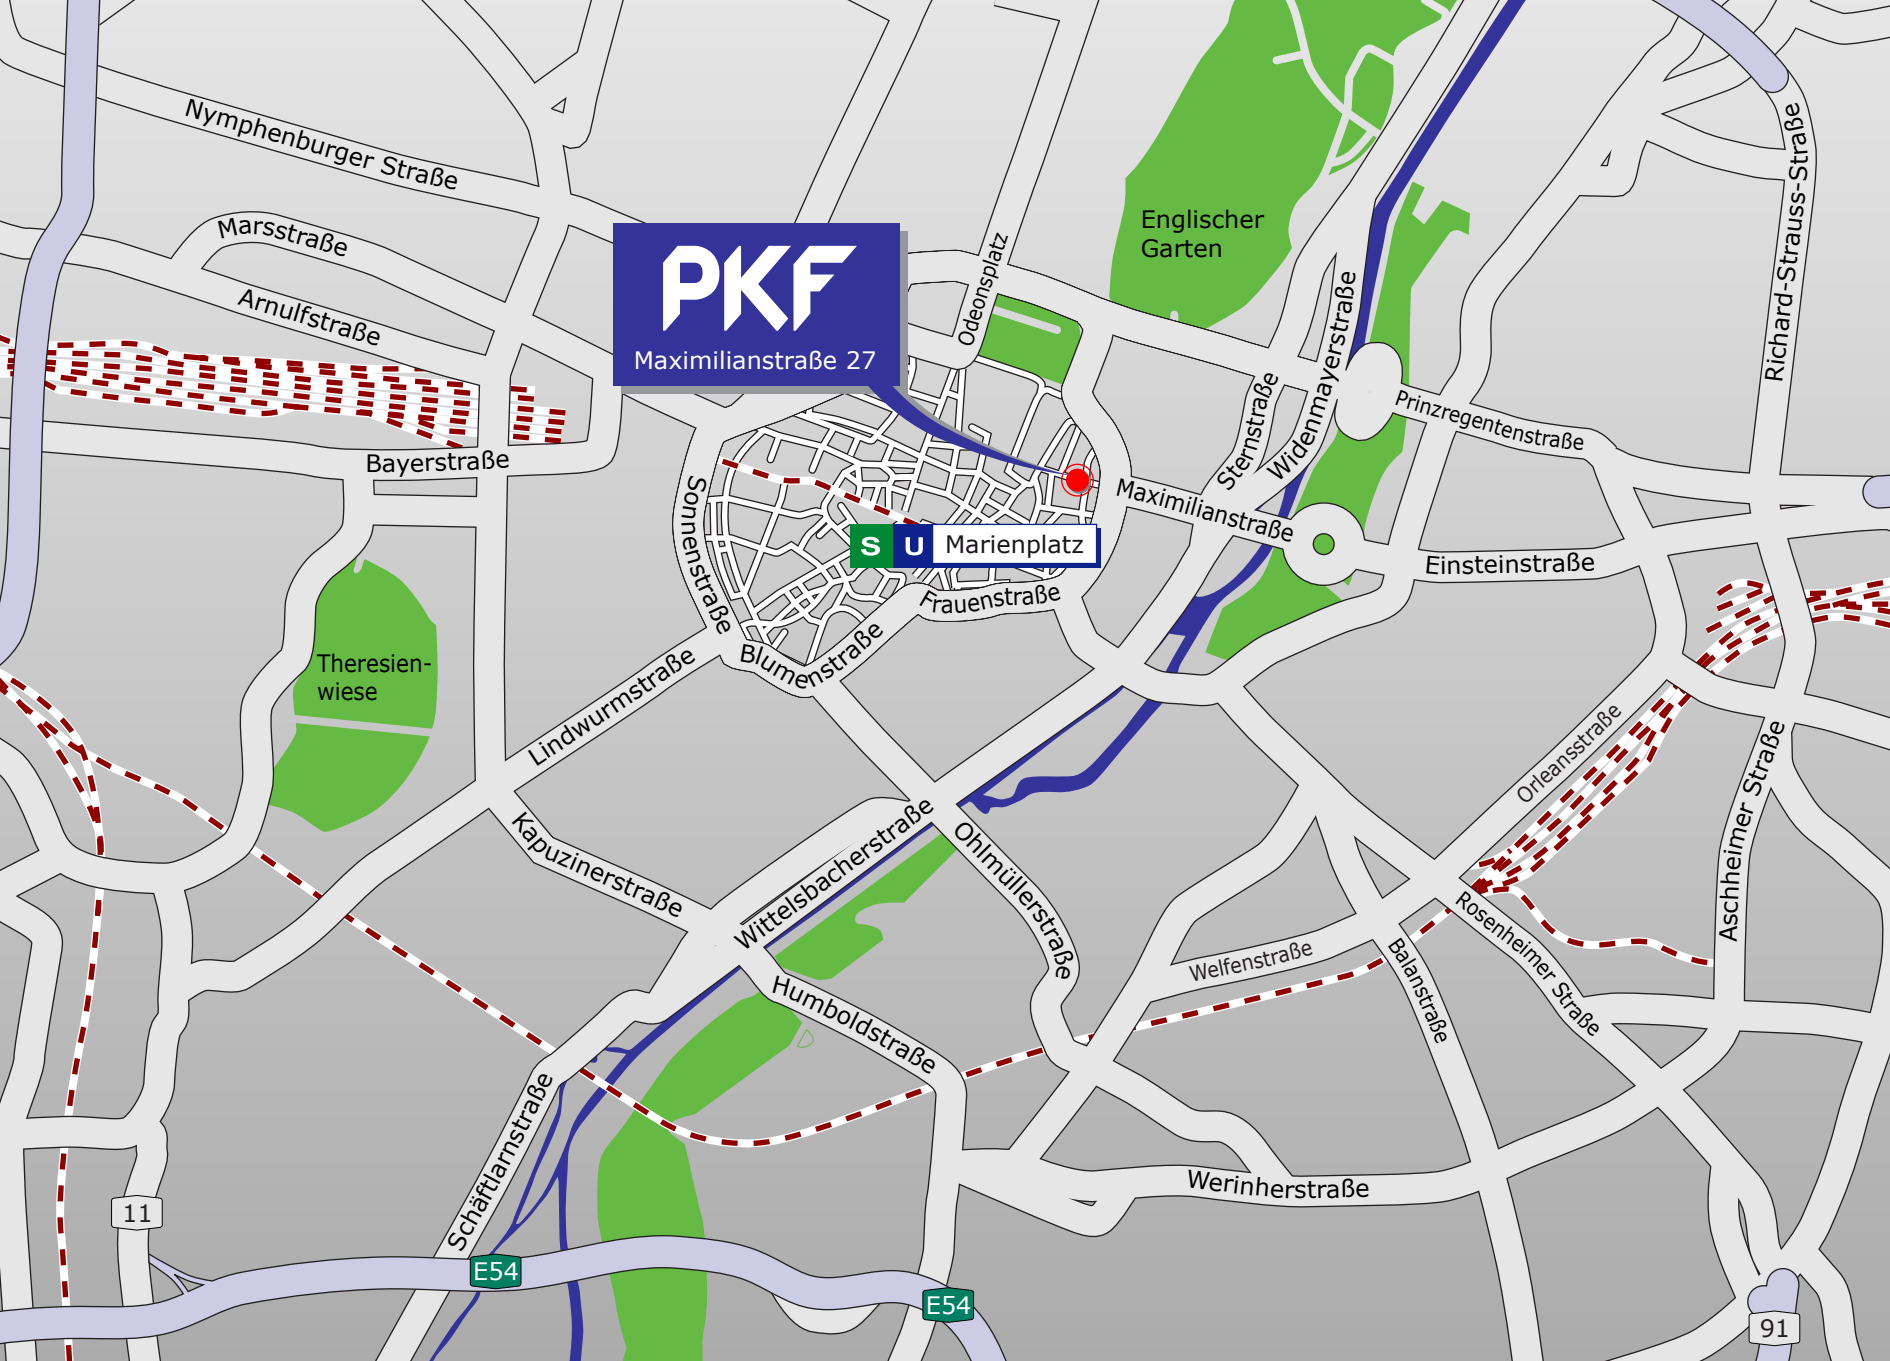 Nymphenburger Straße
Marsstraße
Arnulfstraße
PKF
Maximilianstraße 27
Odeonsplatz
Englischer
Garten
Richard-Strauss-Straße
Widenmayerstraße
Sternstraße
Prinzregentenstraße
Bayerstraße
Sonnenstraße
Maximilianstraße
S U Marienplatz
Einsteinstraße
Frauenstraße
Blumenstraße
Theresien-
wiese
Lindwurmstraße
Orleansstraße
Aschheimer Straße
Kapuzinerstraße
Wittelsbacherstraße
Ohlmüllerstraße
Rosenheimer Straße
Welfenstraße
Balanstraße
Humboldstraße
Schäftlarnstraße
Werinherstraße
11
E54
E54
91